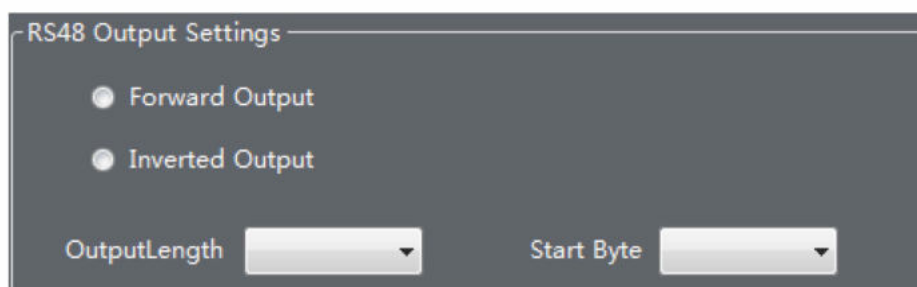 RS48 Output Settings
Forward Output
Inverted Output
OutputLength Start Byte